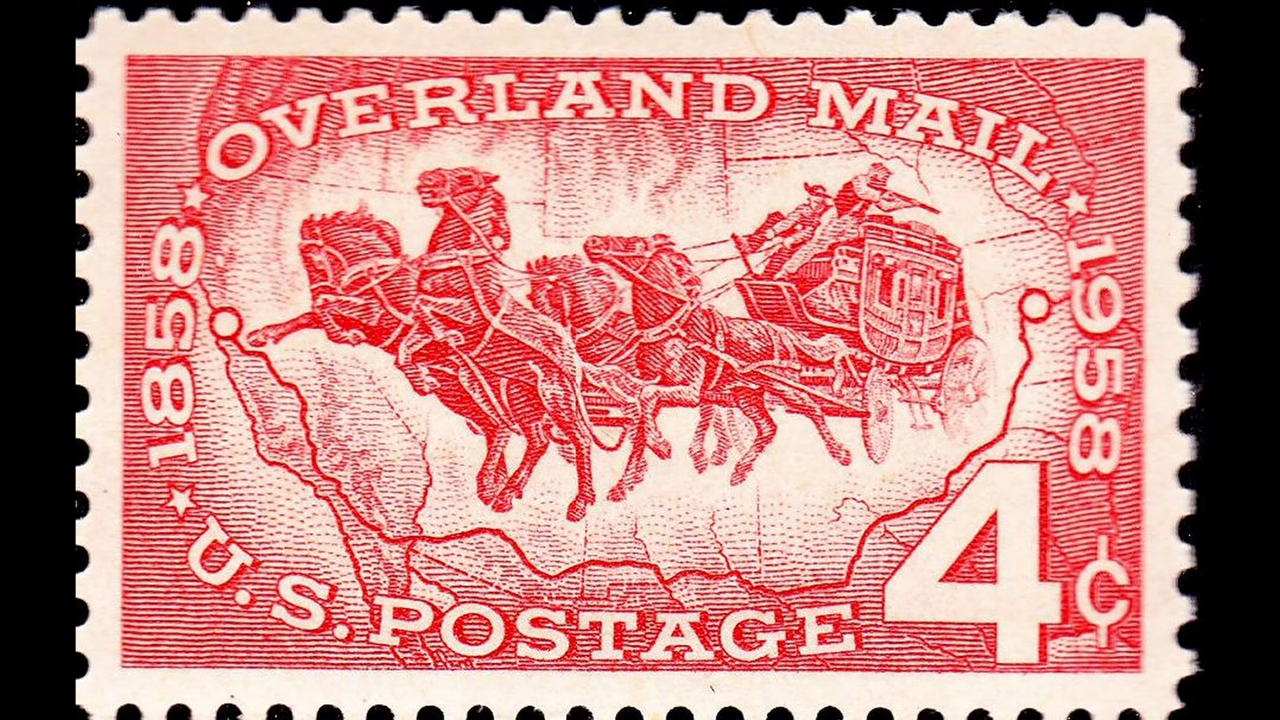 OVERLAND MAIL
★1858★
★1958
U.S. POSTAGE
4¢